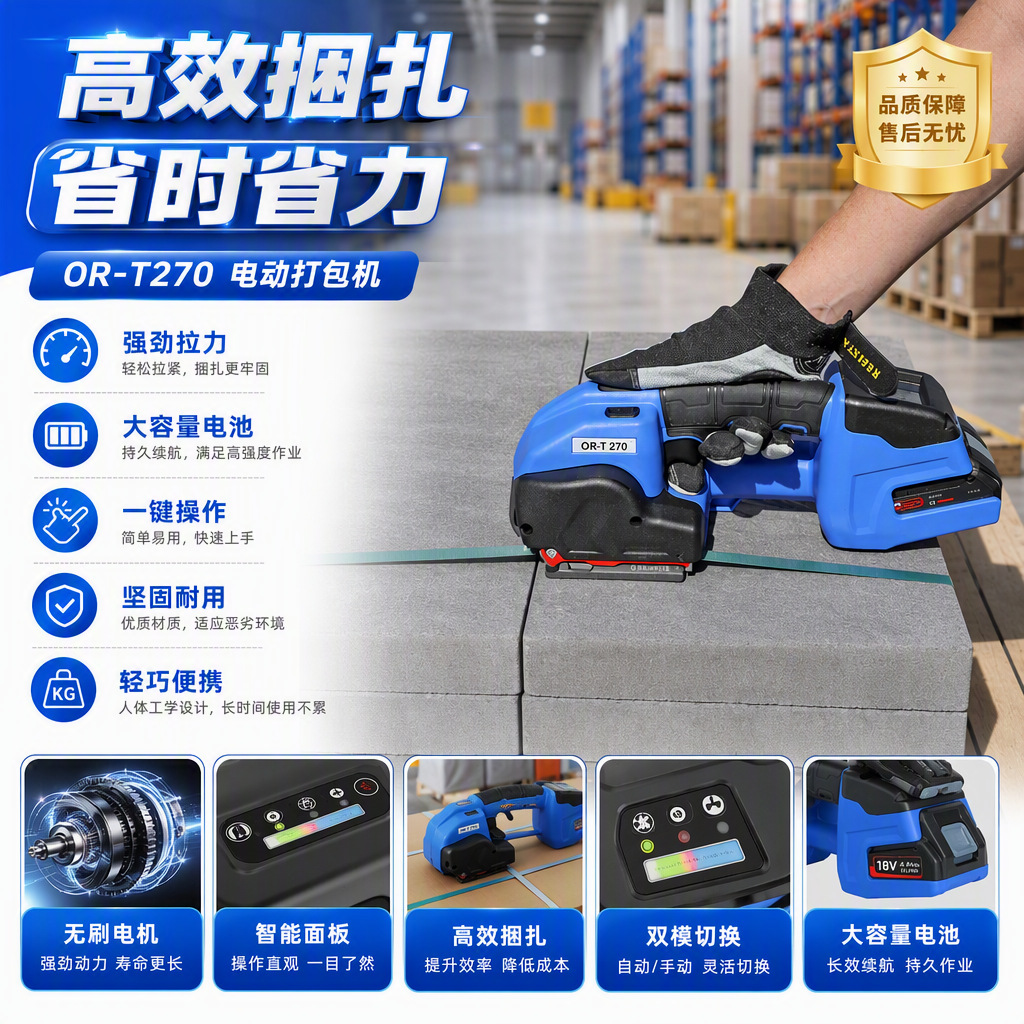 高效捆扎
省时省力
OR-T270 电动打包机
品质保障
售后无忧
强劲拉力
轻松拉紧，捆扎更牢固
大容量电池
持久续航，满足高强度作业
一键操作
简单易用，快速上手
坚固耐用
优质材质，适应恶劣环境
KG
轻巧便携
人体工学设计，长时间使用不累
OR-T 270
18V
无刷电机
强劲动力 寿命更长
智能面板
操作直观 一目了然
高效捆扎
提升效率 降低成本
双模切换
自动/手动 灵活切换
大容量电池
长效续航 持久作业